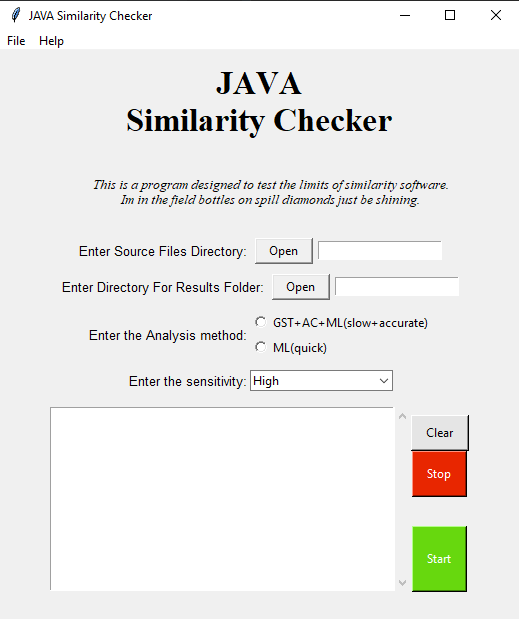 JAVA Similarity Checker
File Help
JAVA
Similarity Checker
This is a program designed to test the limits of similarity software.
Im in the field bottles on spill diamonds just be shining.
Enter Source Files Directory: Open
Enter Directory For Results Folder: Open
Enter the Analysis method: GST+AC+ML(slow+accurate)
ML(quick)
Enter the sensitivity: High
Clear
Stop
Start